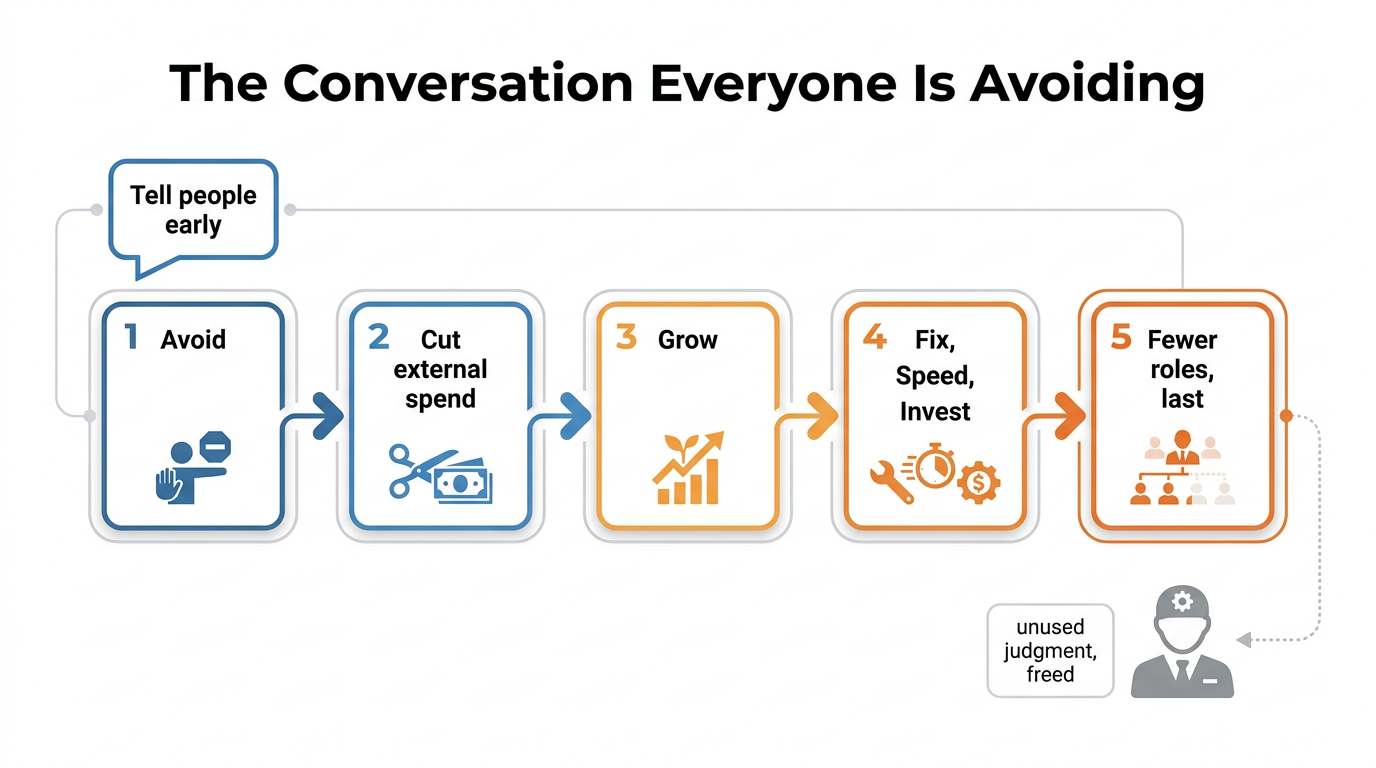 The Conversation Everyone Is Avoiding
Tell people
early
1 Avoid
2 Cut
external
spend
3 Grow
4 Fix,
Speed,
Invest
$
5 Fewer
roles,
last
unused
judgment,
freed